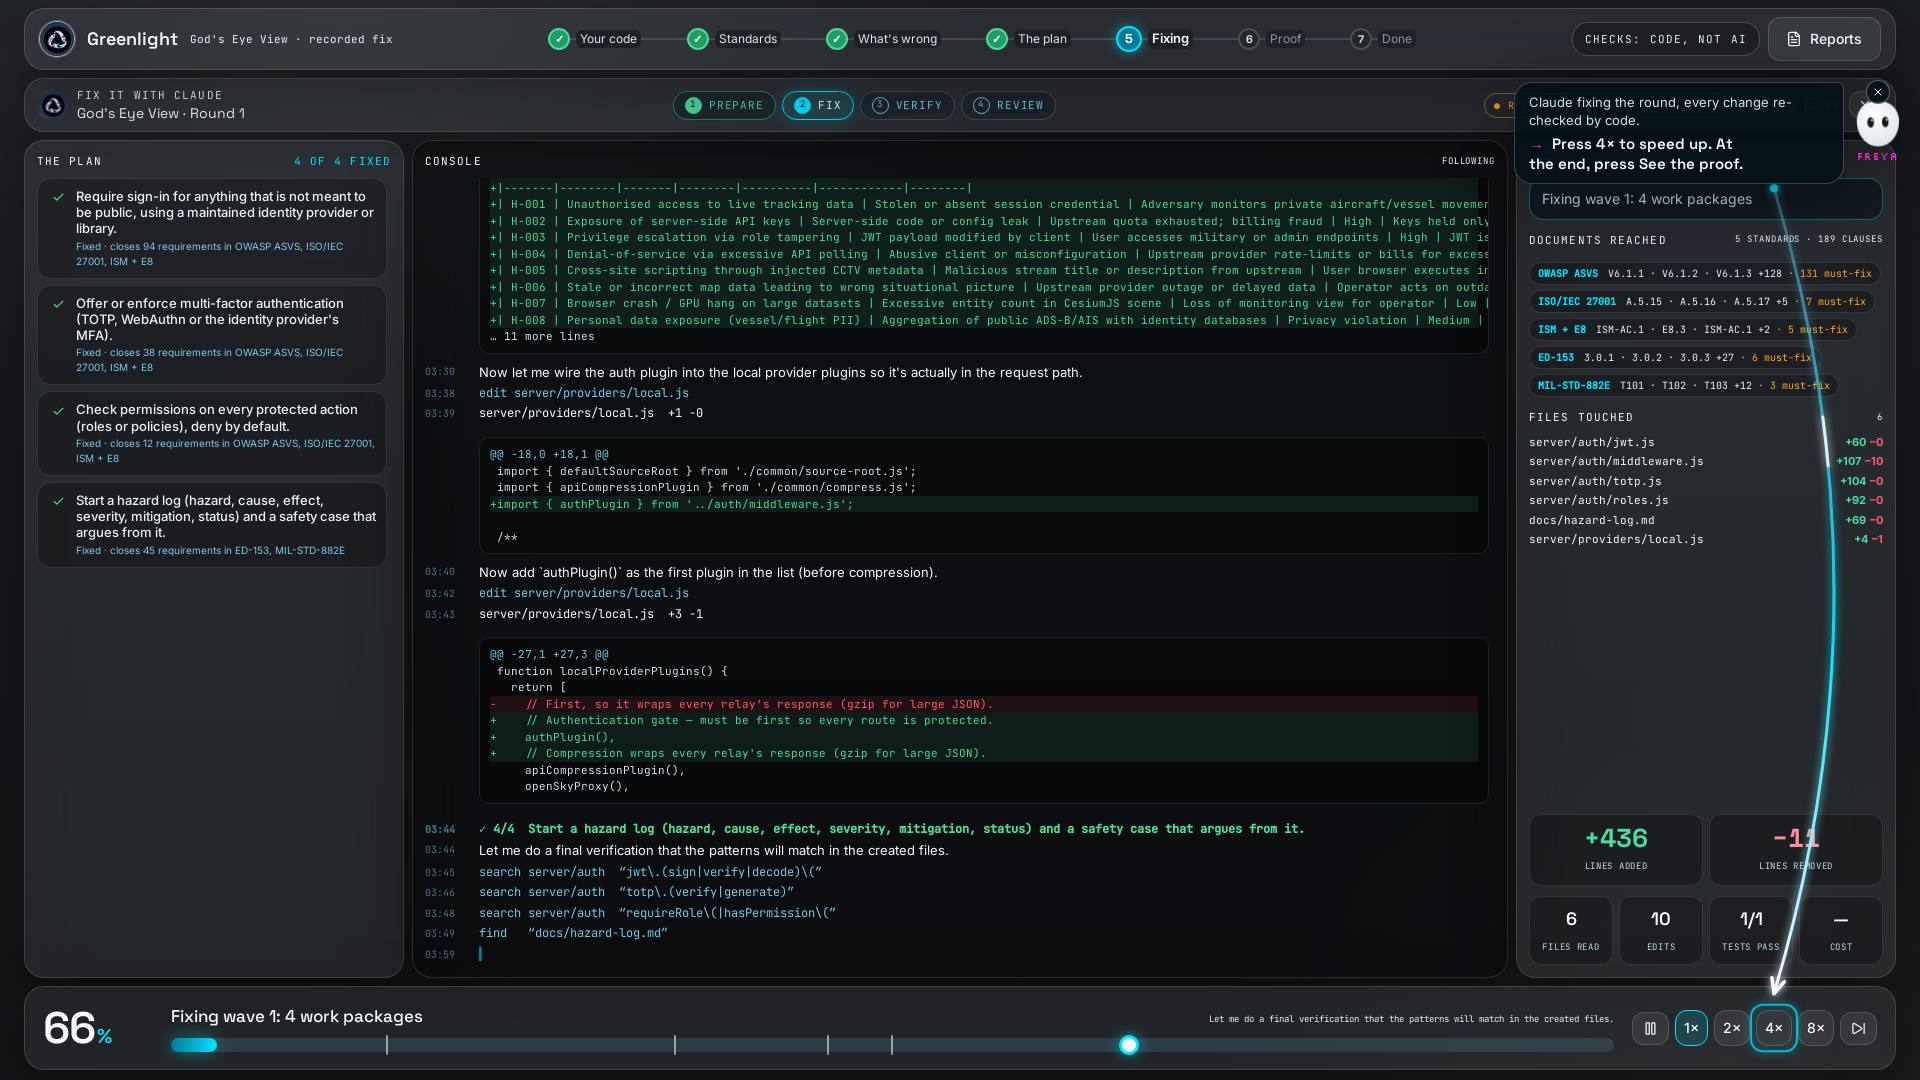 Greenlight God's Eye View · recorded fix
✓ Your code ✓ Standards ✓ What's wrong ✓ The plan 5 Fixing 6 Proof 7 Done
CHECKS: CODE, NOT AI
Reports
FIX IT WITH CLAUDE
God's Eye View · Round 1
1 PREPARE 2 FIX 3 VERIFY 4 REVIEW
Claude fixing the round, every change re-
checked by code.
→ Press 4× to speed up. At
the end, press See the proof.
FREYA
THE PLAN 4 OF 4 FIXED
Require sign-in for anything that is not meant to
be public, using a maintained identity provider or
library.
Fixed · closes 94 requirements in OWASP ASVS, ISO/IEC
27001, ISM + E8
Offer or enforce multi-factor authentication
(TOTP, WebAuthn or the identity provider's
MFA).
Fixed · closes 38 requirements in OWASP ASVS, ISO/IEC
27001, ISM + E8
Check permissions on every protected action
(roles or policies), deny by default.
Fixed · closes 12 requirements in OWASP ASVS, ISO/IEC 27001,
ISM + E8
Start a hazard log (hazard, cause, effect,
severity, mitigation, status) and a safety case that
argues from it.
Fixed · closes 45 requirements in ED-153, MIL-STD-882E
CONSOLE FOLLOWING
+|-------|-------|-------|--------|----------|------------|--------|
+| H-001 | Unauthorised access to live tracking data | Stolen or absent session credential | Adversary monitors private aircraft/vessel movemen
+| H-002 | Exposure of server-side API keys | Server-side code or config leak | Upstream quota exhausted; billing fraud | High | Keys held only
+| H-003 | Privilege escalation via role tampering | JWT payload modified by client | User accesses military or admin endpoints | High | JWT is
+| H-004 | Denial-of-service via excessive API polling | Abusive client or misconfiguration | Upstream provider rate-limits or bills for excess
+| H-005 | Cross-site scripting through injected CCTV metadata | Malicious stream title or description from upstream | User browser executes in
+| H-006 | Stale or incorrect map data leading to wrong situational picture | Upstream provider outage or delayed data | Operator acts on outda
+| H-007 | Browser crash / GPU hang on large datasets | Excessive entity count in CesiumJS scene | Loss of monitoring view for operator | Low |
+| H-008 | Personal data exposure (vessel/flight PII) | Aggregation of public ADS-B/AIS with identity databases | Privacy violation | Medium |
… 11 more lines
03:30 Now let me wire the auth plugin into the local provider plugins so it's actually in the request path.
03:38 edit server/providers/local.js
03:39 server/providers/local.js +1 -0
@@ -18,0 +18,1 @@
import { defaultSourceRoot } from './common/source-root.js';
import { apiCompressionPlugin } from './common/compress.js';
+import { authPlugin } from '../auth/middleware.js';
/**
03:40 Now add `authPlugin()` as the first plugin in the list (before compression).
03:42 edit server/providers/local.js
03:43 server/providers/local.js +3 -1
@@ -27,1 +27,3 @@
function localProviderPlugins() {
return [
- // First, so it wraps every relay's response (gzip for large JSON).
+ // Authentication gate — must be first so every route is protected.
+ authPlugin(),
+ // Compression wraps every relay's response (gzip for large JSON).
apiCompressionPlugin(),
openSkyProxy(),
03:44 ✓ 4/4 Start a hazard log (hazard, cause, effect, severity, mitigation, status) and a safety case that argues from it.
03:44 Let me do a final verification that the patterns will match in the created files.
03:45 search server/auth “jwt\.(sign|verify|decode)\(”
03:46 search server/auth “totp\.(verify|generate)”
03:48 search server/auth “requireRole\(|hasPermission\(”
03:49 find “docs/hazard-log.md”
03:59
Fixing wave 1: 4 work packages
DOCUMENTS REACHED 5 STANDARDS · 189 CLAUSES
OWASP ASVS V6.1.1 · V6.1.2 · V6.1.3 +128 · 131 must-fix
ISO/IEC 27001 A.5.15 · A.5.16 · A.5.17 +5 · 7 must-fix
ISM + E8 ISM-AC.1 · E8.3 · ISM-AC.1 +2 · 5 must-fix
ED-153 3.0.1 · 3.0.2 · 3.0.3 +27 · 6 must-fix
MIL-STD-882E T101 · T102 · T103 +12 · 3 must-fix
FILES TOUCHED 6
server/auth/jwt.js +60 −0
server/auth/middleware.js +107 −10
server/auth/totp.js +104 −0
server/auth/roles.js +92 −0
docs/hazard-log.md +69 −0
server/providers/local.js +4 −1
+436 −11
LINES ADDED LINES REMOVED
6 10 1/1 —
FILES READ EDITS TESTS PASS COST
66%
Fixing wave 1: 4 work packages
Let me do a final verification that the patterns will match in the created files.
1× 2× 4× 8×